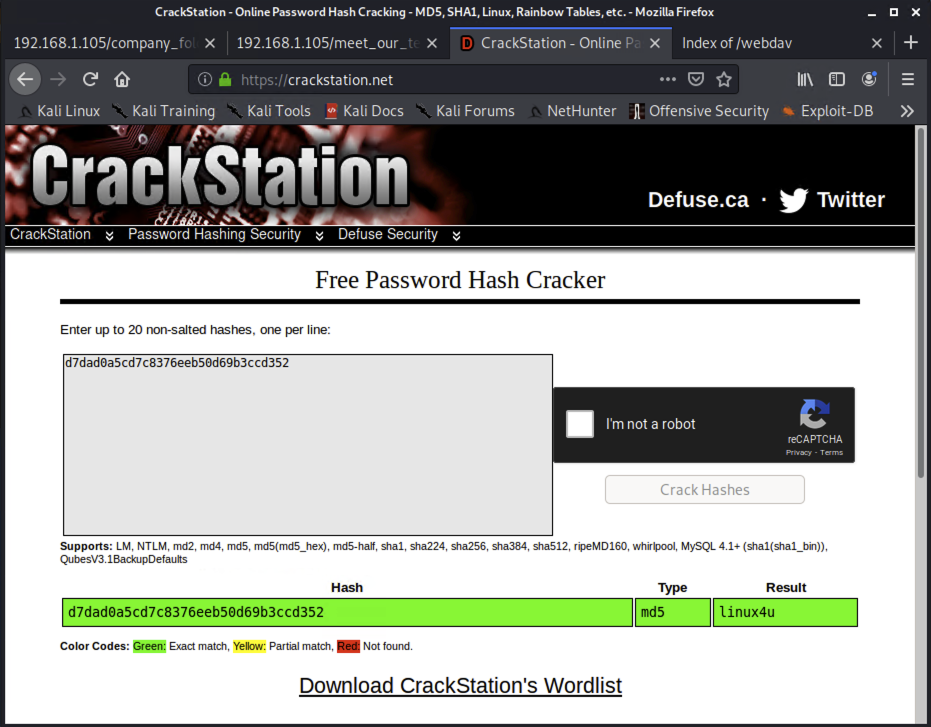 CrackStation - Online Password Hash Cracking - MD5, SHA1, Linux, Rainbow Tables, etc. - Mozilla Firefox
192.168.1.105/company_fol 192.168.1.105/meet_our_te CrackStation - Online Pa Index of /webdav
https://crackstation.net
Kali Linux Kali Training Kali Tools Kali Docs Kali Forums NetHunter Offensive Security Exploit-DB
CrackStation
Defuse.ca · Twitter
CrackStation Password Hashing Security Defuse Security
Free Password Hash Cracker
Enter up to 20 non-salted hashes, one per line:
d7dad0a5cd7c8376eeb50d69b3ccd352
I'm not a robot
reCAPTCHA
Privacy - Terms
Crack Hashes
Supports: LM, NTLM, md2, md4, md5, md5(md5_hex), md5-half, sha1, sha224, sha256, sha384, sha512, ripeMD160, whirlpool, MySQL 4.1+ (sha1(sha1_bin)),
QubesV3.1BackupDefaults
Hash Type Result
d7dad0a5cd7c8376eeb50d69b3ccd352 md5 linux4u
Color Codes: Green: Exact match, Yellow: Partial match, Red: Not found.
Download CrackStation's Wordlist